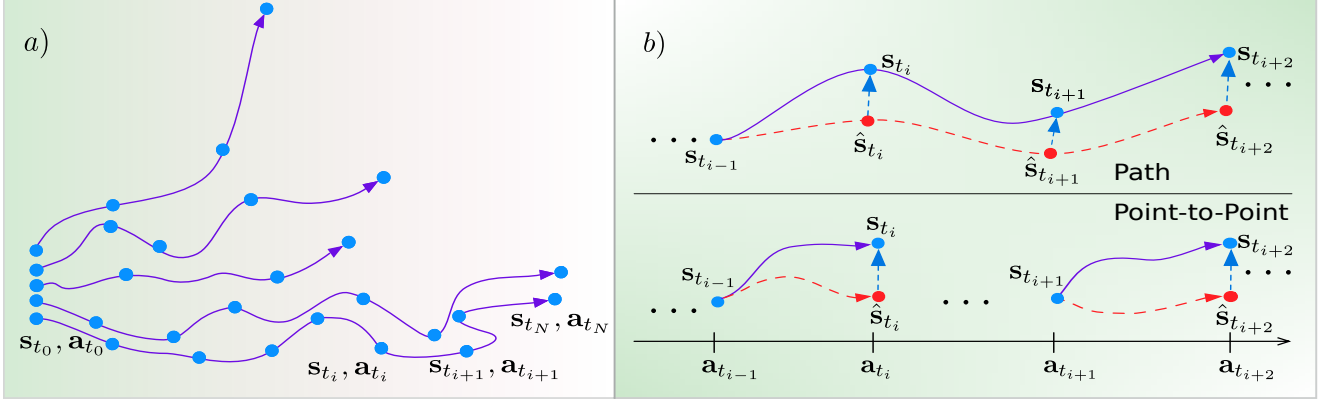 a)
s_{t_0}, a_{t_0}
s_{t_i}, a_{t_i}
s_{t_{i+1}}, a_{t_{i+1}}
s_{t_N}, a_{t_N}
b)
s_{t_i}
s_{t_{i+1}}
s_{t_{i+2}}
. . .
. . .
s_{t_{i-1}}
ŝ_{t_i}
ŝ_{t_{i+1}}
ŝ_{t_{i+2}}
Path
Point-to-Point
s_{t_i}
s_{t_{i+2}}
s_{t_{i-1}}
s_{t_{i+1}}
. . .
. . .
. . .
ŝ_{t_i}
ŝ_{t_{i+2}}
a_{t_{i-1}} a_{t_i} a_{t_{i+1}} a_{t_{i+2}}